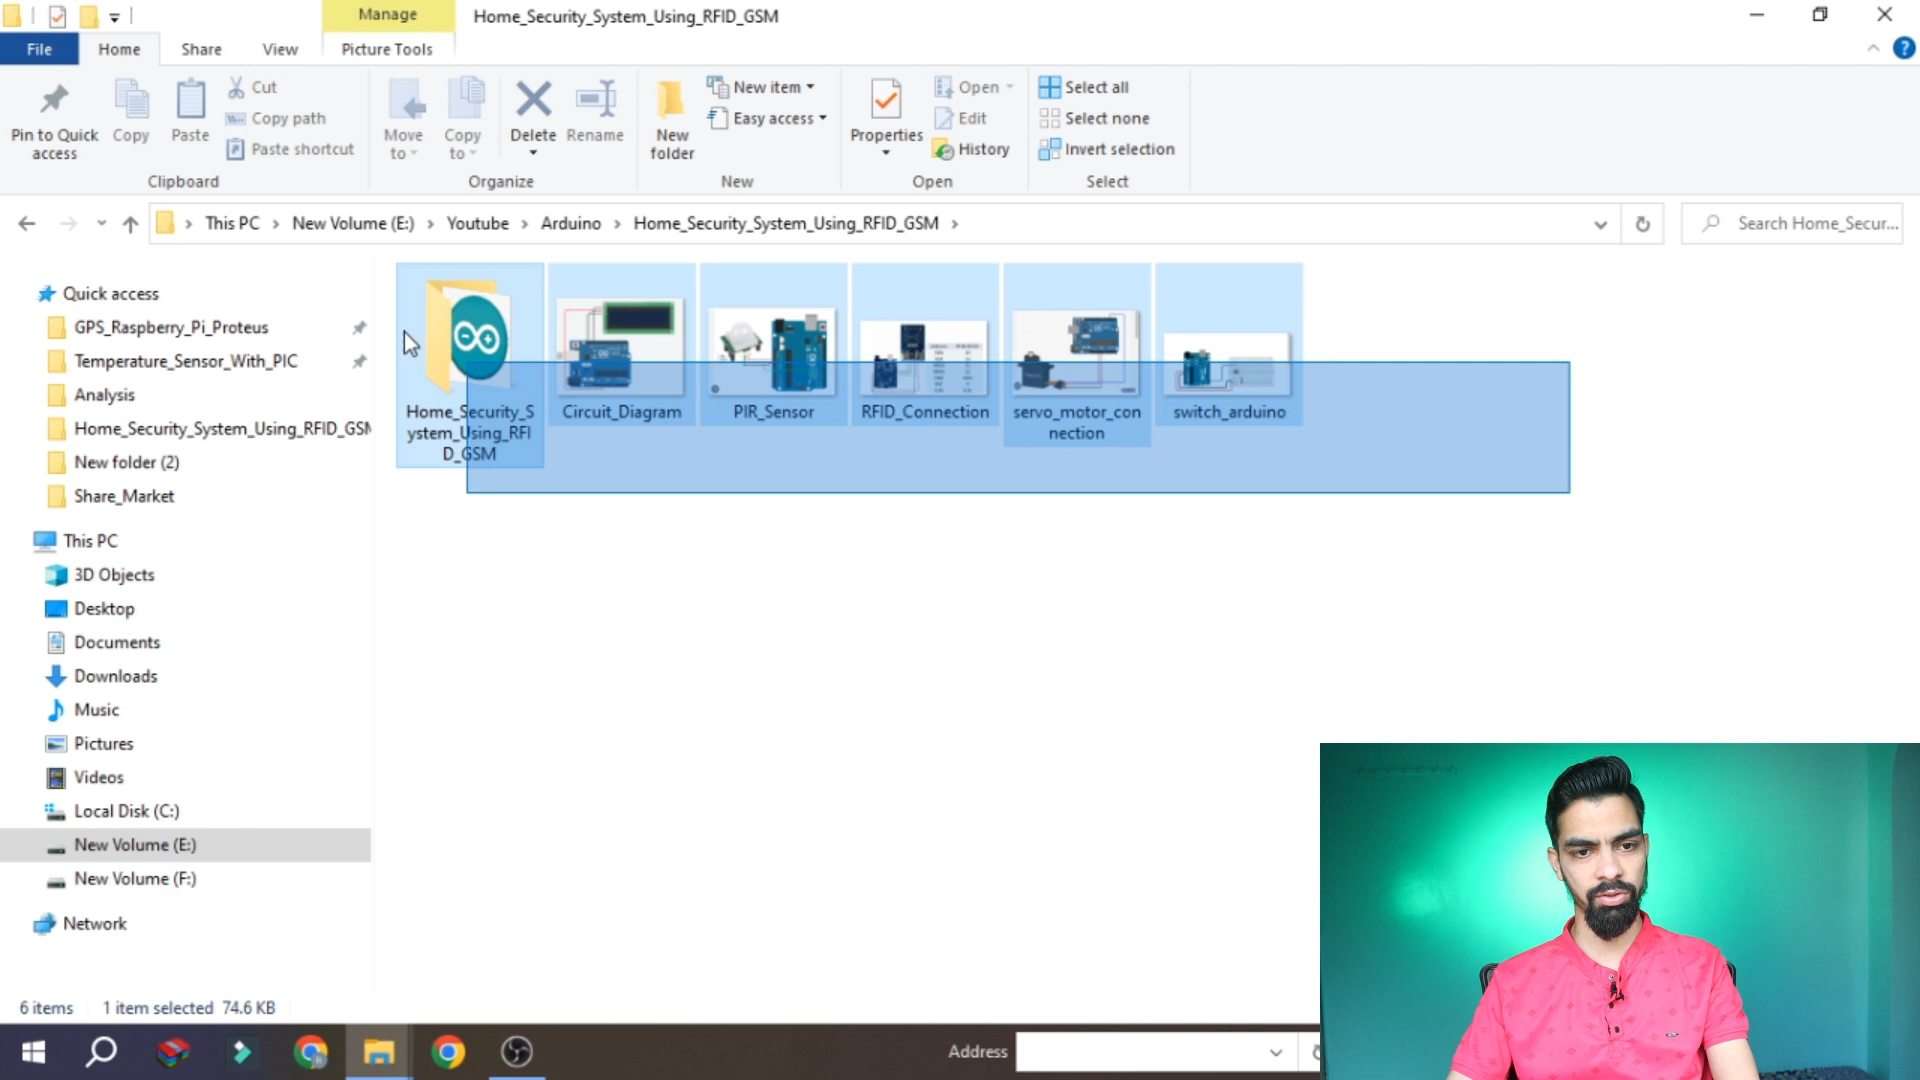 Manage
Home_Security_System_Using_RFID_GSM
File
Home
Share
View
Picture Tools
Pin to Quick
access
Copy
Paste
Cut
Copy path
Paste shortcut
Clipboard
Move
to
Copy
to
Delete
Rename
Organize
New
folder
New item
Easy access
New
Properties
Open
Edit
History
Open
Select all
Select none
Invert selection
Select
This PC
New Volume (E:)
Youtube
Arduino
Home_Security_System_Using_RFID_GSM
Search Home_Secur...
Quick access
GPS_Raspberry_Pi_Proteus
Temperature_Sensor_With_PIC
Analysis
Home_Security_System_Using_RFID_GSM
New folder (2)
Share_Market
This PC
3D Objects
Desktop
Documents
Downloads
Music
Pictures
Videos
Local Disk (C:)
New Volume (E:)
New Volume (F:)
Network
Home_Security_S
ystem_Using_RFI
D_GSM
Circuit_Diagram
PIR_Sensor
RFID_Connection
servo_motor_con
nection
switch_arduino
6 items
1 item selected 74.6 KB
Address